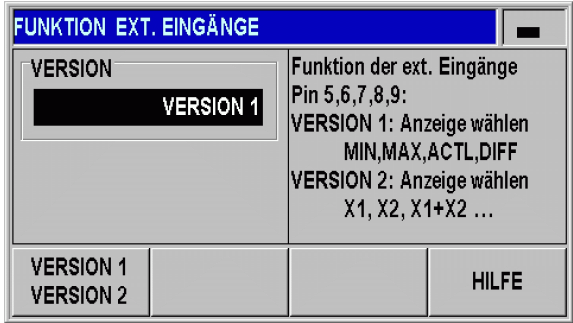 FUNKTION EXT. EINGÄNGE
VERSION
VERSION 1
Funktion der ext. Eingänge
Pin 5,6,7,8,9:
VERSION 1: Anzeige wählen
MIN,MAX,ACTL,DIFF
VERSION 2: Anzeige wählen
X1, X2, X1+X2 ...
VERSION 1
VERSION 2
HILFE